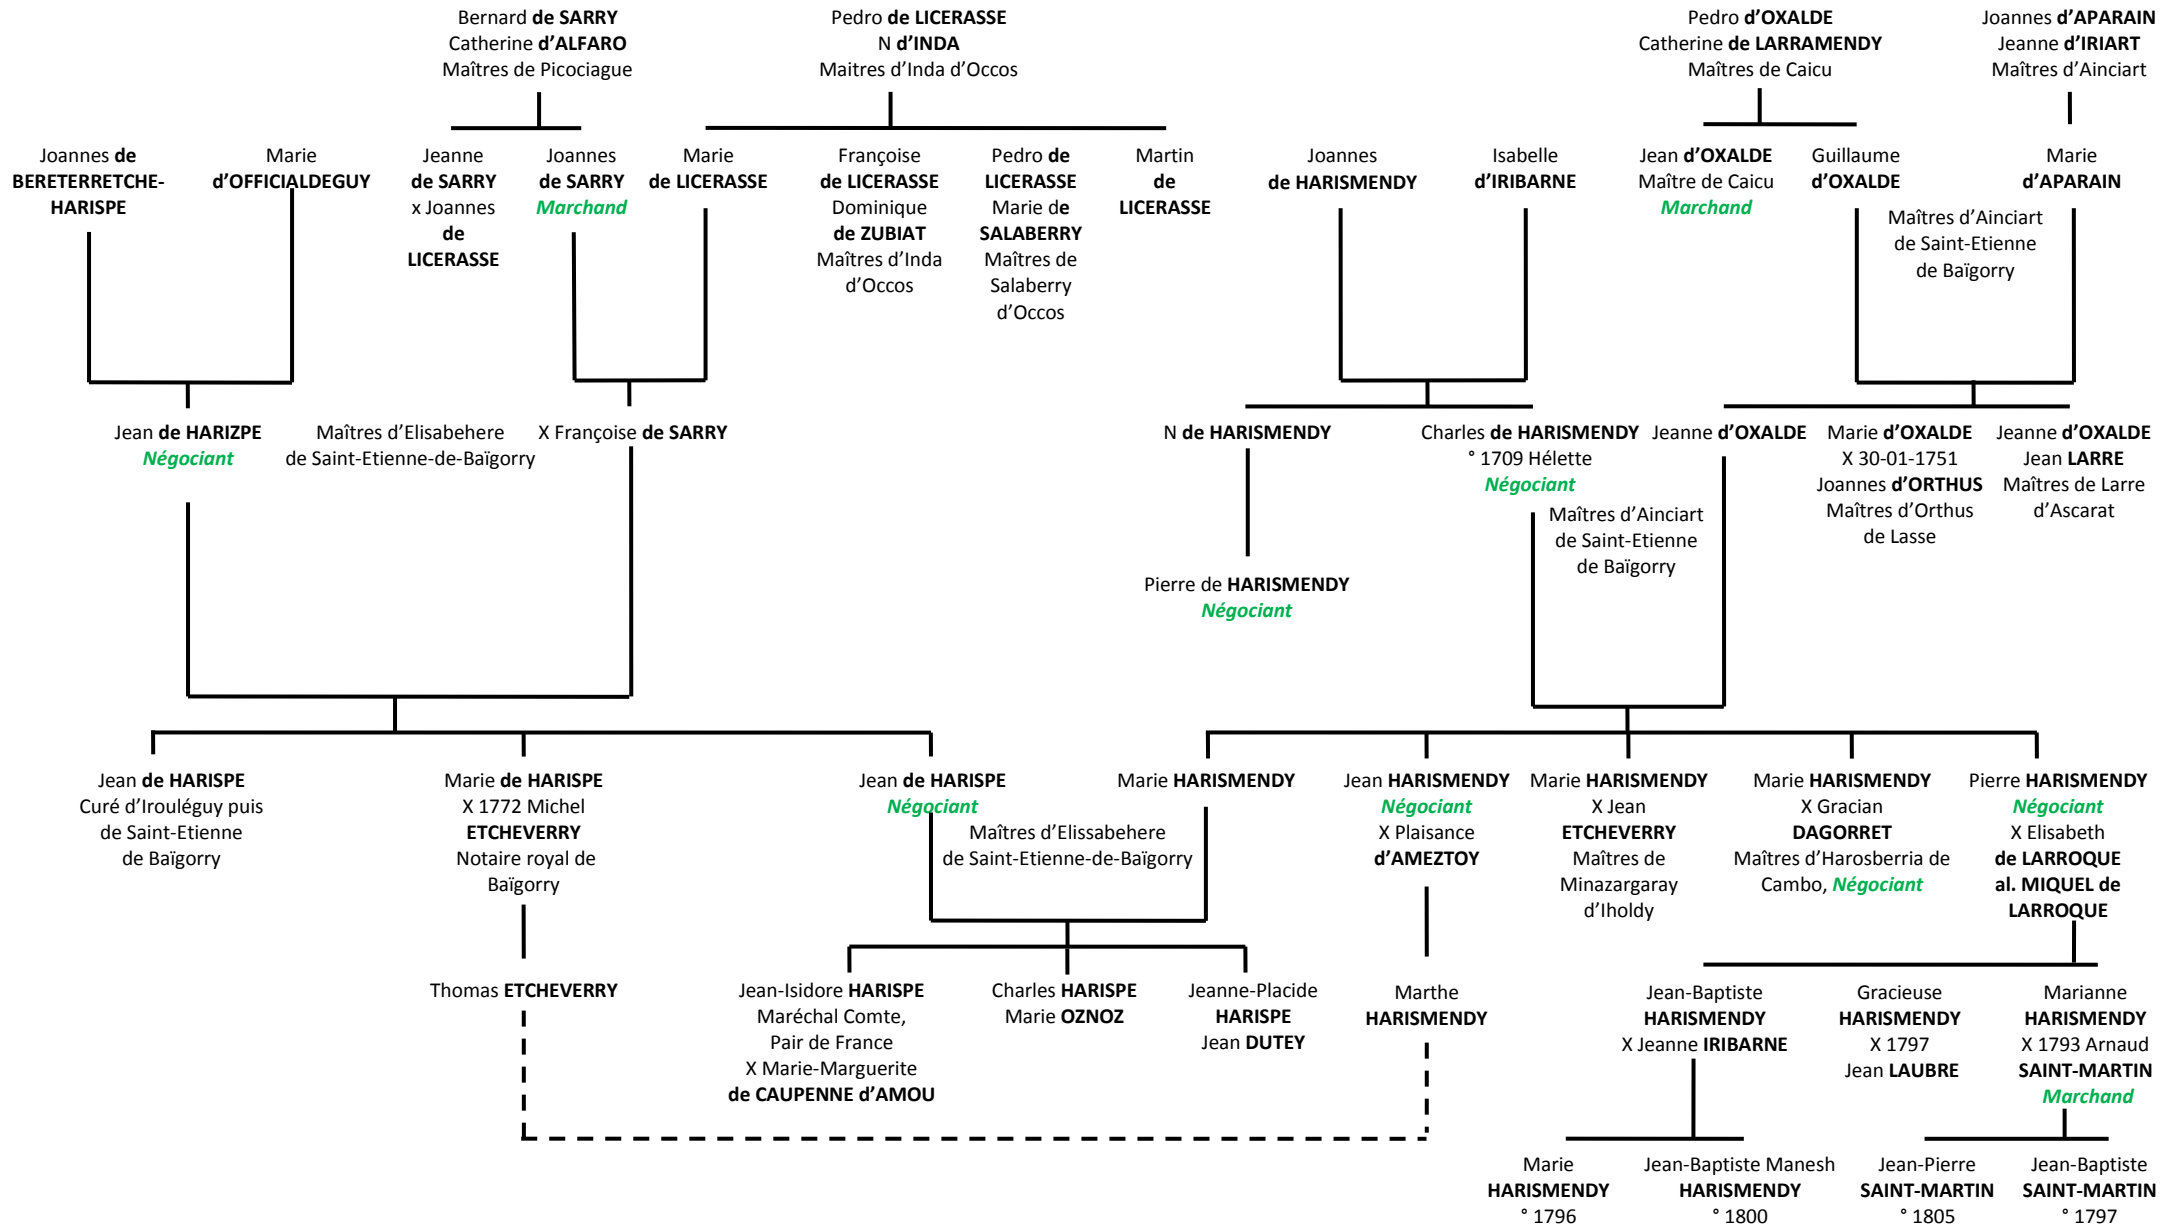 Bernard de SARRY
Catherine d'ALFARO
Maîtres de Picociague
Pedro de LICERASSE
N d'INDA
Maitres d'Inda d'Occos
Pedro d'OXALDE
Catherine de LARRAMENDY
Maîtres de Caicu
Joannes d'APARAIN
Jeanne d'IRIART
Maîtres d'Ainciart
Joannes de
BERETERRETCHE-
HARISPE
Marie
d'OFFICIALDEGUY
Jeanne
de SARRY
x Joannes
de
LICERASSE
Joannes
de SARRY
Marchand
Marie
de LICERASSE
Françoise
de LICERASSE
Dominique
de ZUBIAT
Maîtres d'Inda
d'Occos
Pedro de
LICERASSE
Marie de
SALABERRY
Maîtres de
Salaberry
d'Occos
Martin
de
LICERASSE
Joannes
de HARISMENDY
Isabelle
d'IRIBARNE
Jean d'OXALDE
Maître de Caicu
Marchand
Guillaume
d'OXALDE
Maîtres d'Ainciart
de Saint-Etienne
de Baïgorry
Marie
d'APARAIN
Jean de HARIZPE
Négociant
Maîtres d'Elisabehere
de Saint-Etienne-de-Baïgorry
X Françoise de SARRY
N de HARISMENDY
Charles de HARISMENDY
° 1709 Hélette
Négociant
Maîtres d'Ainciart
de Saint-Etienne
de Baïgorry
Jeanne d'OXALDE
Marie d'OXALDE
X 30-01-1751
Joannes d'ORTHUS
Maîtres d'Orthus
de Lasse
Jeanne d'OXALDE
Jean LARRE
Maîtres de Larre
d'Ascarat
Pierre de HARISMENDY
Négociant
Jean de HARISPE
Curé d'Irouléguy puis
de Saint-Etienne
de Baïgorry
Marie de HARISPE
X 1772 Michel
ETCHEVERRY
Notaire royal de
Baïgorry
Jean de HARISPE
Négociant
Maîtres d'Elissabehere
de Saint-Etienne-de-Baïgorry
Marie HARISMENDY
Jean HARISMENDY
Négociant
X Plaisance
d'AMEZTOY
Marie HARISMENDY
X Jean
ETCHEVERRY
Maîtres de
Minazargaray
d'Iholdy
Marie HARISMENDY
X Gracian
DAGORRET
Maîtres d'Harosberria de
Cambo, Négociant
Pierre HARISMENDY
Négociant
X Elisabeth
de LARROQUE
al. MIQUEL de
LARROQUE
Thomas ETCHEVERRY
Jean-Isidore HARISPE
Maréchal Comte,
Pair de France
X Marie-Marguerite
de CAUPENNE d'AMOU
Charles HARISPE
Marie OZNOZ
Jeanne-Placide
HARISPE
Jean DUTEY
Marthe
HARISMENDY
Jean-Baptiste
HARISMENDY
X Jeanne IRIBARNE
Gracieuse
HARISMENDY
X 1797
Jean LAUBRE
Marianne
HARISMENDY
X 1793 Arnaud
SAINT-MARTIN
Marchand
Marie
HARISMENDY
° 1796
Jean-Baptiste Manesh
HARISMENDY
° 1800
Jean-Pierre
SAINT-MARTIN
° 1805
Jean-Baptiste
SAINT-MARTIN
° 1797